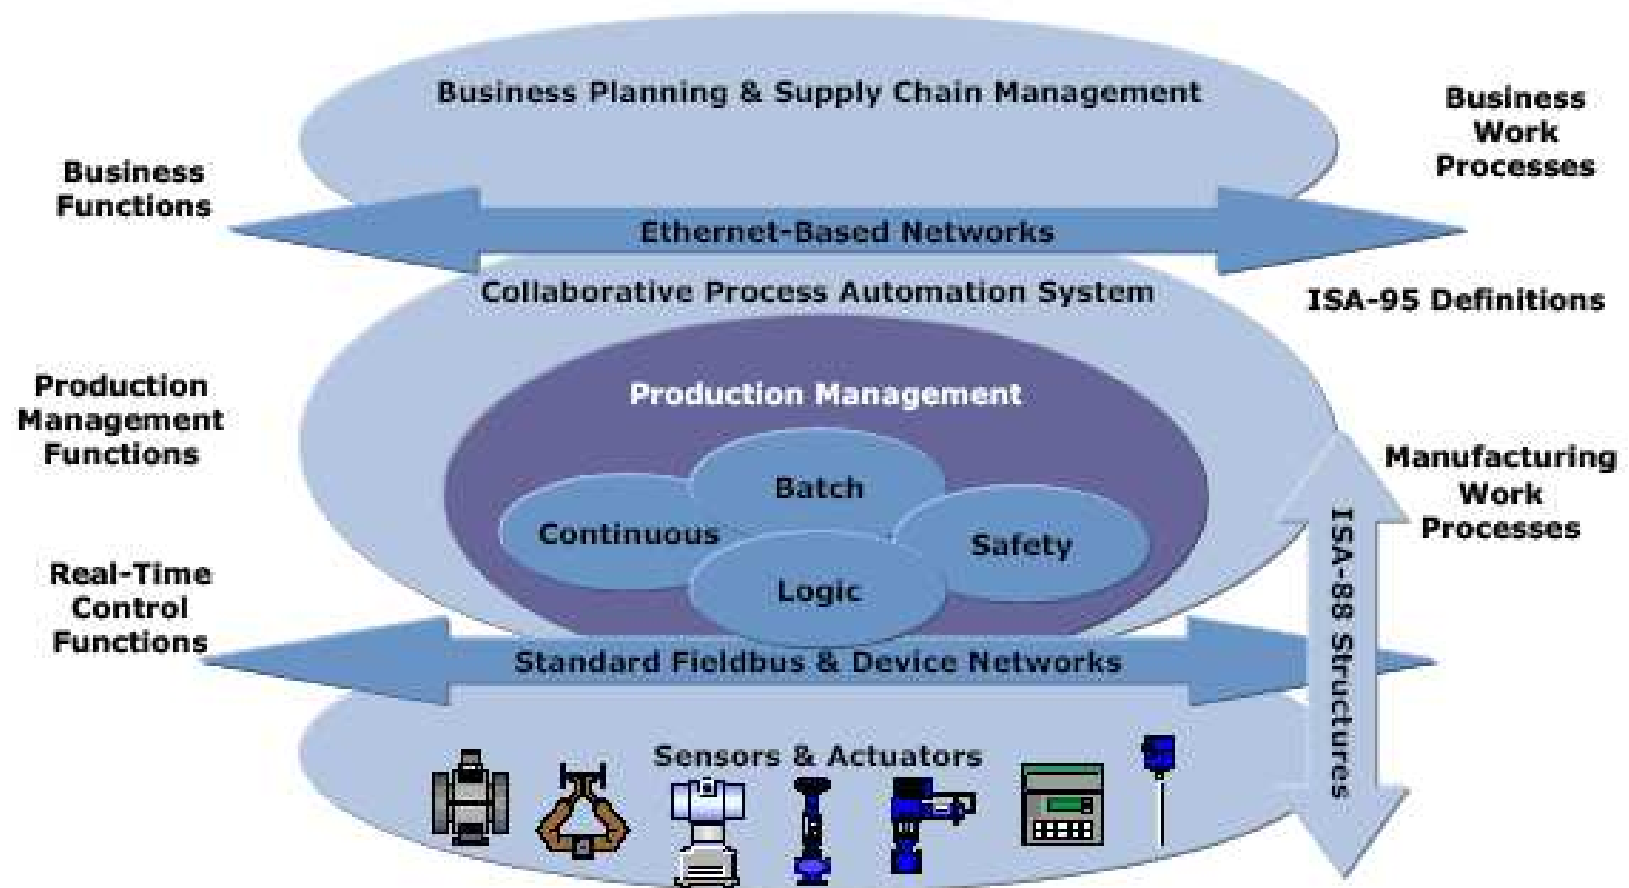 Business Planning & Supply Chain Management
Business
Work
Processes
Business
Functions
Ethernet-Based Networks
Collaborative Process Automation System
ISA-95 Definitions
Production
Management
Functions
Production Management
Batch
Continuous
Safety
Logic
Manufacturing
Work
Processes
Real-Time
Control
Functions
ISA-88 Structures
Standard Fieldbus & Device Networks
Sensors & Actuators